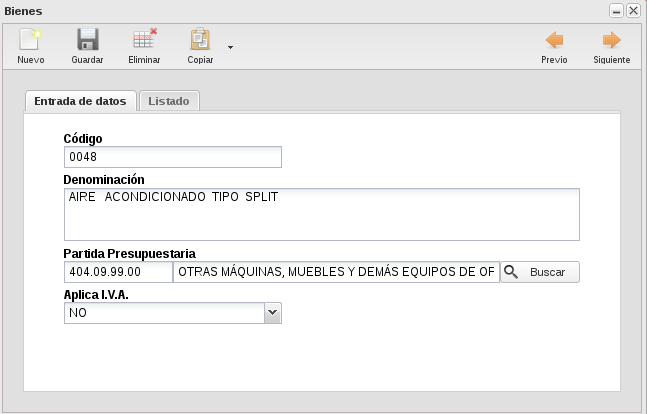 Bienes
Nuevo Guardar Eliminar Copiar Previo Siguiente
Entrada de datos Listado
Código
0048
Denominación
AIRE ACONDICIONADO TIPO SPLIT
Partida Presupuestaria
404.09.99.00 OTRAS MÁQUINAS, MUEBLES Y DEMÁS EQUIPOS DE OF Buscar
Aplica I.V.A.
NO